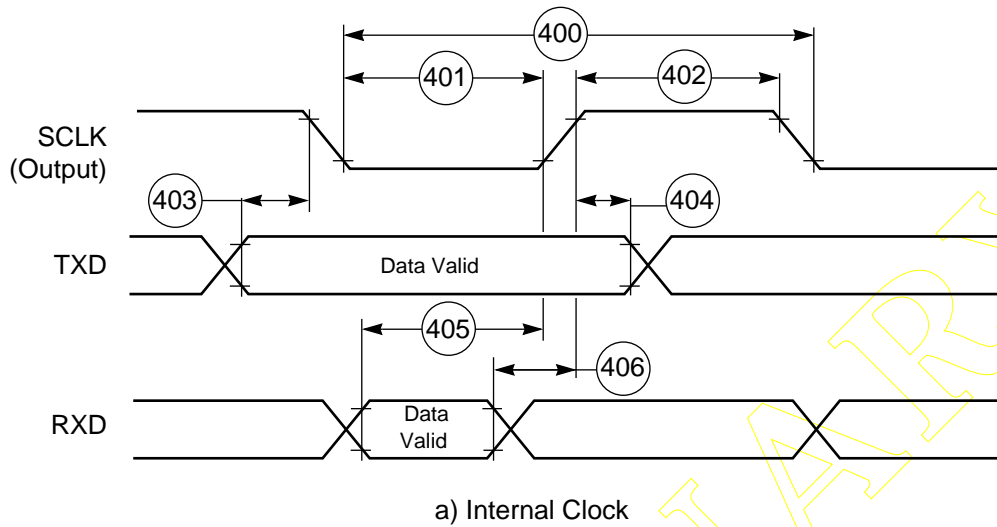 400
401
402
SCLK
(Output)
403
404
TXD
Data Valid
405
406
RXD
Data
Valid
a) Internal Clock